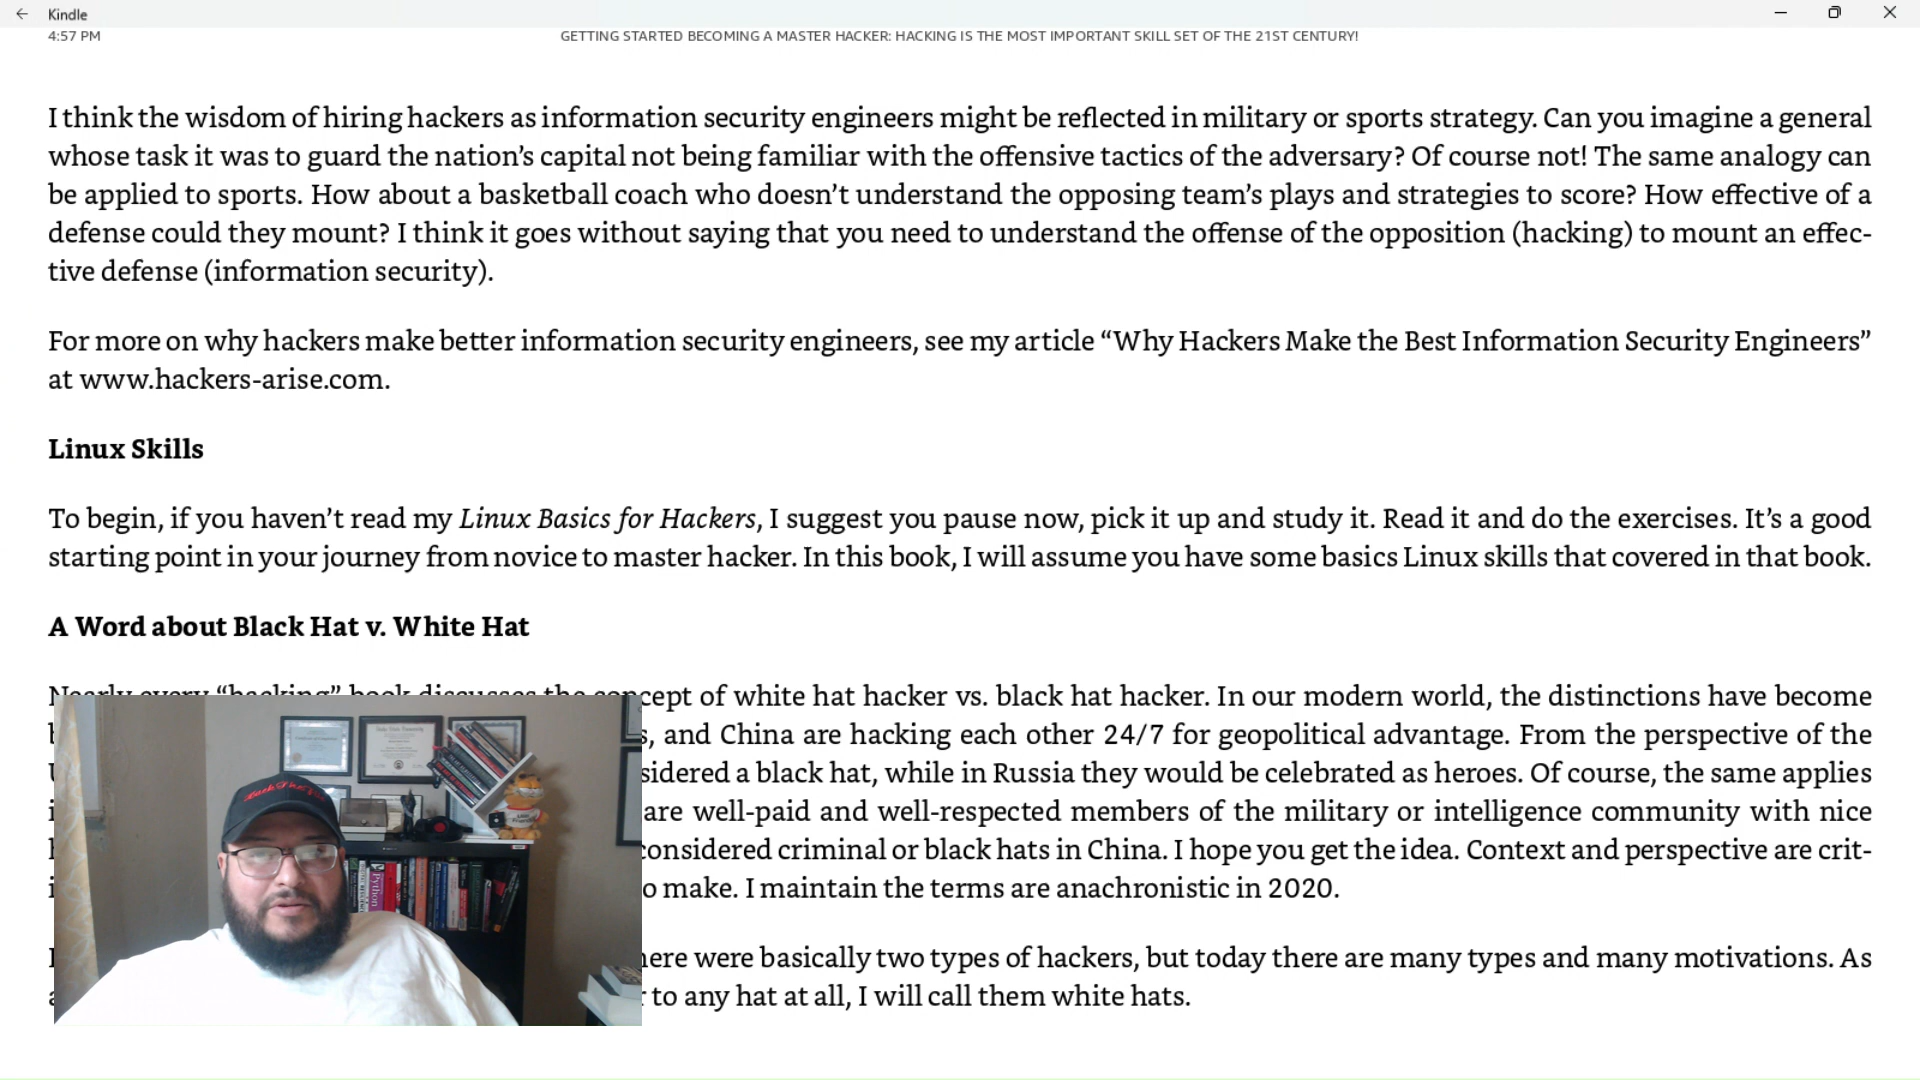 Kindle
4:57 PM
GETTING STARTED BECOMING A MASTER HACKER: HACKING IS THE MOST IMPORTANT SKILL SET OF THE 21ST CENTURY!
I think the wisdom of hiring hackers as information security engineers might be reflected in military or sports strategy. Can you imagine a general
whose task it was to guard the nation’s capital not being familiar with the offensive tactics of the adversary? Of course not! The same analogy can
be applied to sports. How about a basketball coach who doesn’t understand the opposing team’s plays and strategies to score? How effective of a
defense could they mount? I think it goes without saying that you need to understand the offense of the opposition (hacking) to mount an effec-
tive defense (information security).
For more on why hackers make better information security engineers, see my article “Why Hackers Make the Best Information Security Engineers”
at www.hackers-arise.com.
Linux Skills
To begin, if you haven’t read my Linux Basics for Hackers, I suggest you pause now, pick it up and study it. Read it and do the exercises. It’s a good
starting point in your journey from novice to master hacker. In this book, I will assume you have some basics Linux skills that covered in that book.
A Word about Black Hat v. White Hat
Nearly every “hacking” book discusses the concept of white hat hacker vs. black hat hacker. In our modern world, the distinctions have become
and China are hacking each other 24/7 for geopolitical advantage. From the perspective of the
a black hat, while in Russia they would be celebrated as heroes. Of course, the same applies
are well-paid and well-respected members of the military or intelligence community with nice
considered criminal or black hats in China. I hope you get the idea. Context and perspective are crit-
make. I maintain the terms are anachronistic in 2020.
were basically two types of hackers, but today there are many types and many motivations. As
to any hat at all, I will call them white hats.
Python